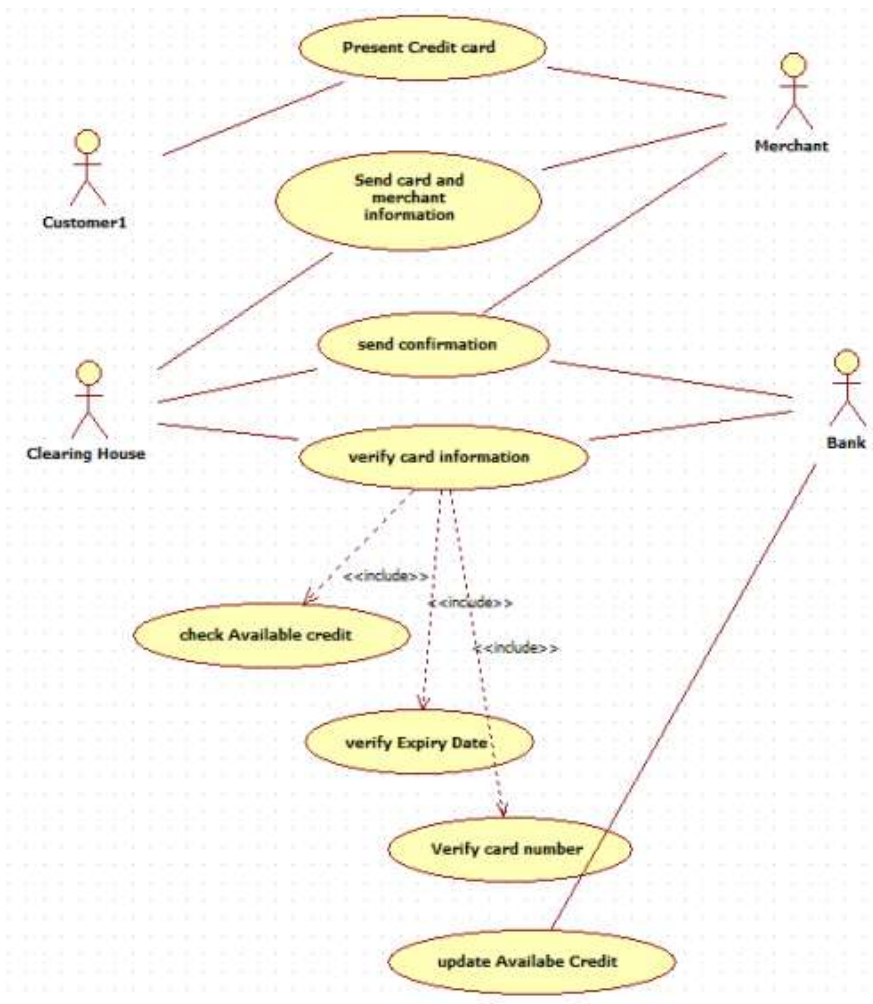 Present Credit card
Merchant
Customer1
Send card and
merchant
information
send confirmation
Clearing House
Bank
verify card information
<<include>>
<<include>>
<<include>>
check Available credit
verify Expiry Date
Verify card number
update Availabe Credit